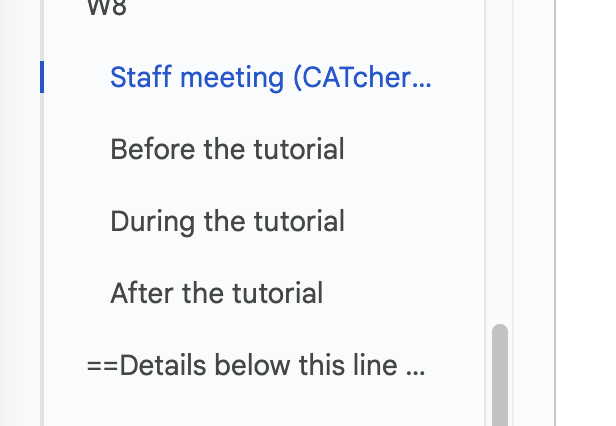 W8
Staff meeting (CATcher...
Before the tutorial
During the tutorial
After the tutorial
==Details below this line ...